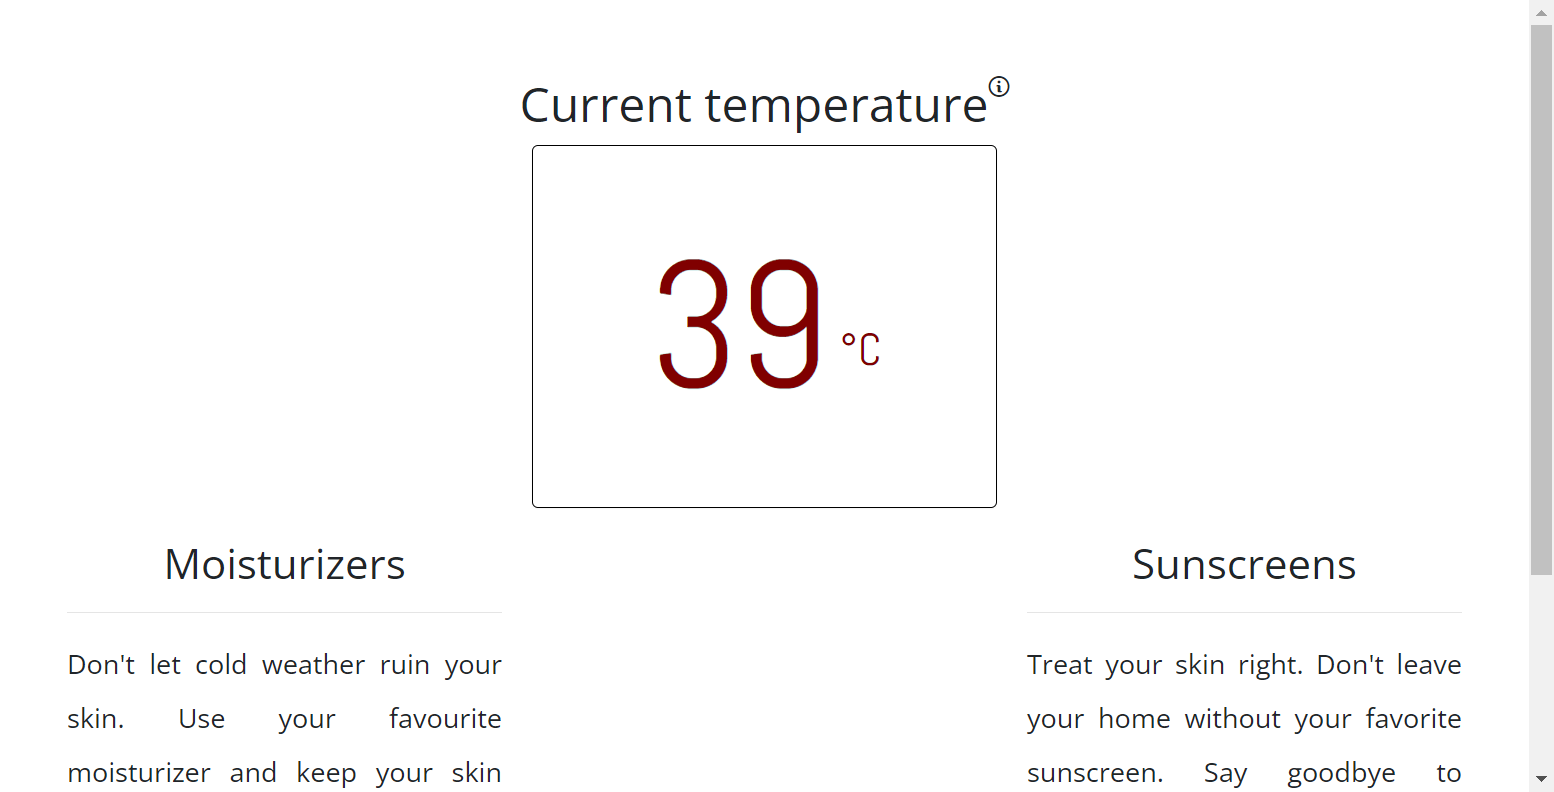 Current temperature
39 °C
Moisturizers
Don't let cold weather ruin your
skin. Use your favourite
moisturizer and keep your skin
Sunscreens
Treat your skin right. Don't leave
your home without your favorite
sunscreen. Say goodbye to